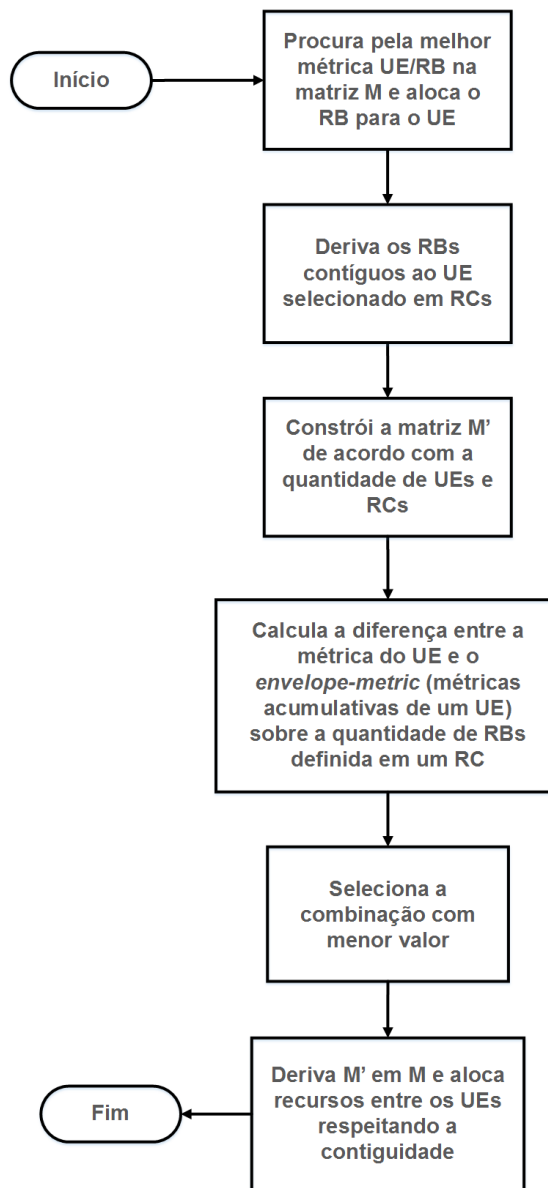 Início
Procura pela melhor
métrica UE/RB na
matriz M e aloca o
RB para o UE
Deriva os RBs
contíguos ao UE
selecionado em RCs
Constrói a matriz M’
de acordo com a
quantidade de UEs e
RCs
Calcula a diferença entre a
métrica do UE e o
envelope-metric (métricas
acumulativas de um UE)
sobre a quantidade de RBs
definida em um RC
Seleciona a
combinação com
menor valor
Deriva M’ em M e aloca
recursos entre os UEs
respeitando a
contiguidade
Fim